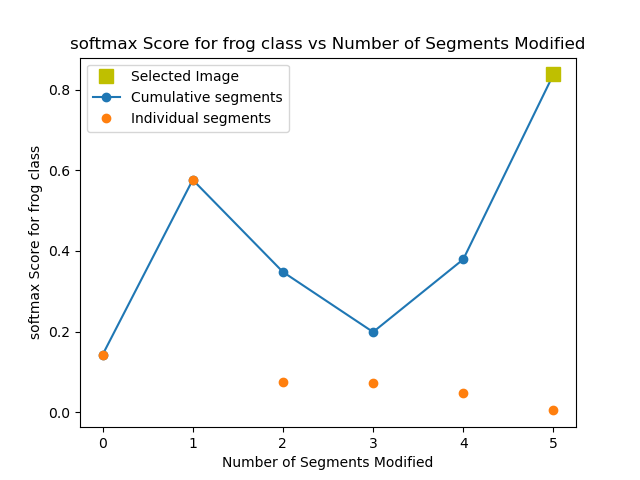 softmax Score for frog class vs Number of Segments Modified
Selected Image
Cumulative segments
Individual segments
softmax Score for frog class
0.8
0.6
0.4
0.2
0.0
0 1 2 3 4 5
Number of Segments Modified